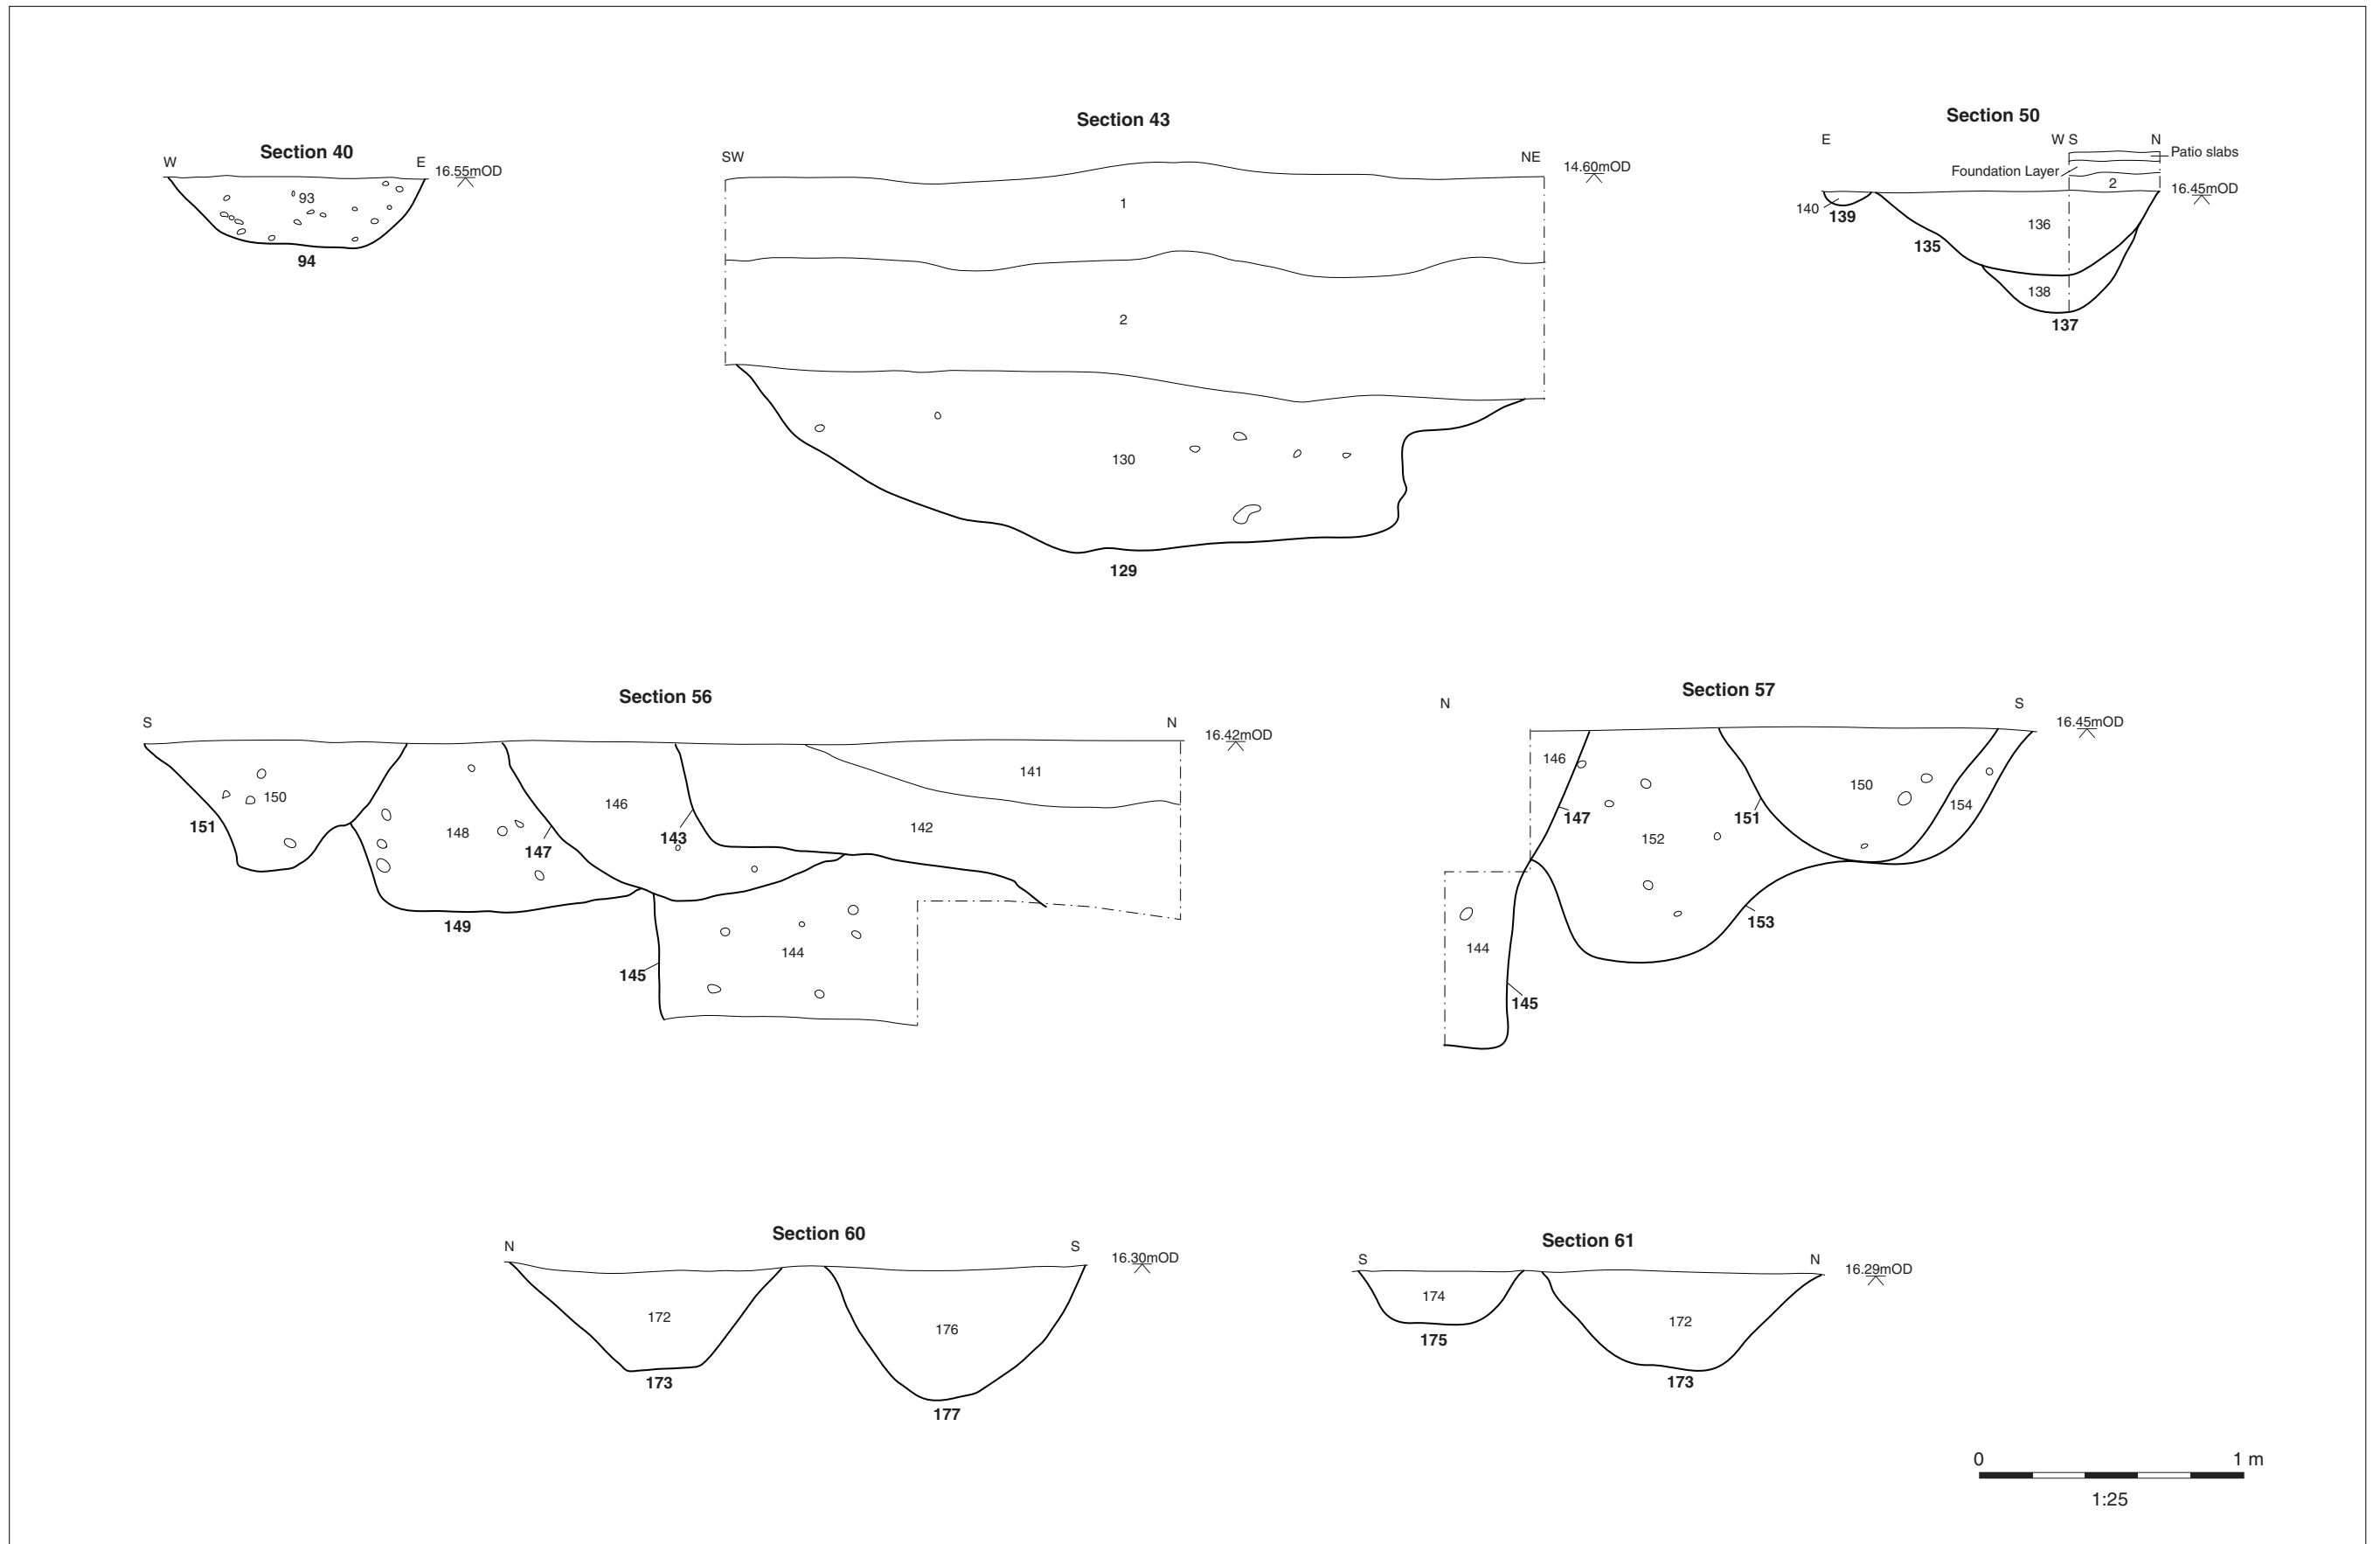 Section 40
W
E
16.55mOD
93
94
Section 43
SW
NE
14.60mOD
1
2
130
129
Section 50
E
W S
N
Patio slabs
Foundation Layer
2
16.45mOD
140
139
135
136
138
137
Section 56
S
N
16.42mOD
141
150
146
151
148
147
143
142
149
144
145
Section 57
N
S
16.45mOD
146
150
154
147
151
152
153
144
145
Section 60
N
S
16.30mOD
172
176
173
177
Section 61
S
N
16.29mOD
174
172
175
173
0
1 m
1:25